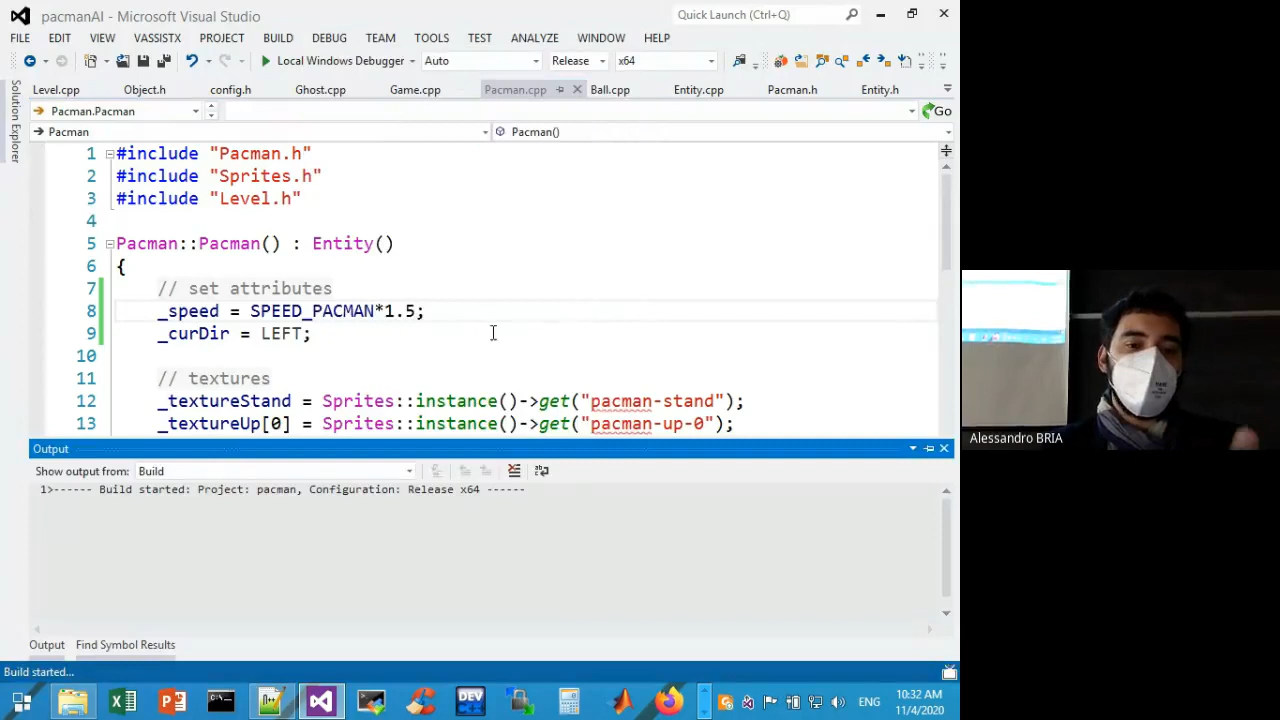 pacmanAI - Microsoft Visual Studio
Quick Launch (Ctrl+Q)
FILE EDIT VIEW VASSISTX PROJECT BUILD DEBUG TEAM TOOLS TEST ANALYZE WINDOW HELP
Local Windows Debugger Auto Release x64
Level.cpp Object.h config.h Ghost.cpp Game.cpp Pacman.cpp Ball.cpp Entity.cpp Pacman.h Entity.h
Solution Explorer
Pacman.Pacman Go
Pacman Pacman()
1 #include "Pacman.h"
2 #include "Sprites.h"
3 #include "Level.h"
4
5 Pacman::Pacman() : Entity()
6 {
7 // set attributes
8 _speed = SPEED_PACMAN*1.5;
9 _curDir = LEFT;
10
11 // textures
12 _textureStand = Sprites::instance()->get("pacman-stand");
13 _textureUp[0] = Sprites::instance()->get("pacman-up-0");
Output
Show output from: Build
1>------ Build started: Project: pacman, Configuration: Release x64 ------
Output Find Symbol Results
Build started...
DEV
ENG
10:32 AM
11/4/2020
Alessandro BRIA